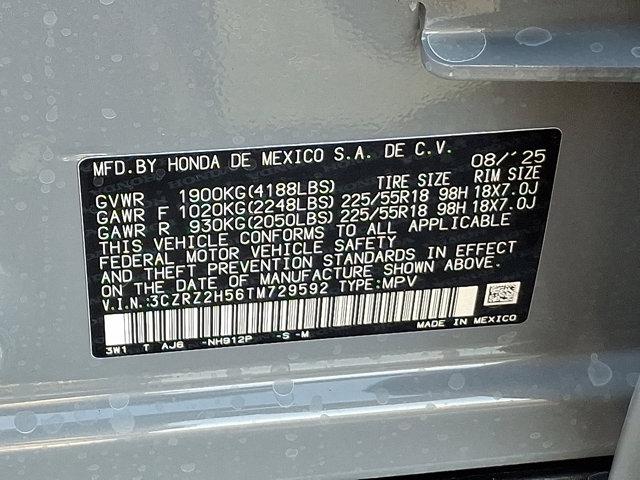 MFD.BY HONDA DE MEXICO S.A. DE C.V. 08/'25
GVWR 1900KG(4188LBS) TIRE SIZE RIM SIZE
GAWR F 1020KG(2248LBS) 225/55R18 98H 18X7.0J
GAWR R 930KG(2050LBS) 225/55R18 98H 18X7.0J
THIS VEHICLE CONFORMS TO ALL APPLICABLE
FEDERAL MOTOR VEHICLE SAFETY
AND THEFT PREVENTION STANDARDS IN EFFECT
ON THE DATE OF MANUFACTURE SHOWN ABOVE.
V.I.N.:3CZRZ2H56TM729592 TYPE:MPV
MADE IN MEXICO
3W1 T AJ6 -NH912P -S -M